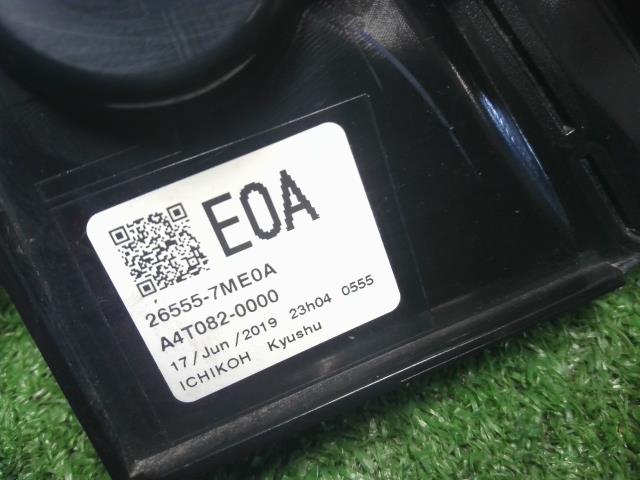 E0A
26555-7ME0A
A4T082-0000
17/Jun/2019 23h04 0555
ICHIKOH Kyushu